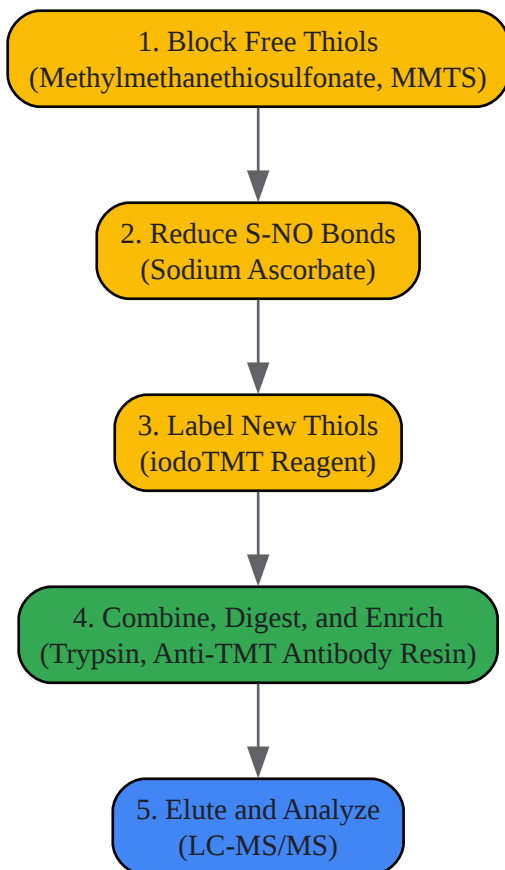 1. Block Free Thiols
(Methylmethanethiosulfonate, MMTS)
2. Reduce S-NO Bonds
(Sodium Ascorbate)
3. Label New Thiols
(iodoTMT Reagent)
4. Combine, Digest, and Enrich
(Trypsin, Anti-TMT Antibody Resin)
5. Elute and Analyze
(LC-MS/MS)